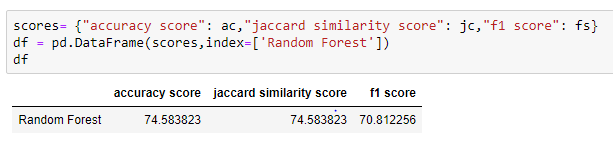 scores= {"accuracy score": ac,"jaccard similarity score": jc,"f1 score": fs}
df = pd.DataFrame(scores,index=['Random Forest'])
df
accuracy score jaccard similarity score f1 score
Random Forest 74.583823 74.583823 70.812256